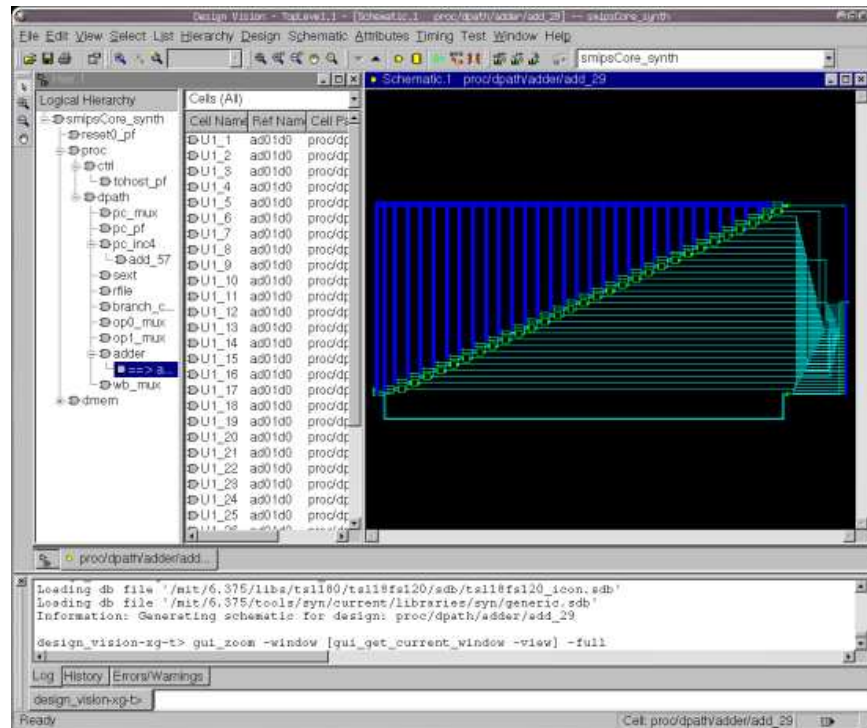 Design Vision - TopLevel.1 - [Schematic.1 proc/dpath/adder/add_29] -- smipsCore_synth
File Edit View Select List Hierarchy Design Schematic Attributes Timing Test Window Help
smipsCore_synth
Schematic.1 proc/dpath/adder/add_29
Logical Hierarchy
smipsCore_synth
reset0_pf
proc
ctrl
tohost_pf
dpath
pc_mux
pc_pf
pc_inc4
add_57
sext
rfile
branch_c...
op0_mux
op1_mux
adder
==> a...
wb_mux
dmem
Cells (All)
Cell Name Ref Name Cell Pa
U1_1 ad01d0 proc/dp
U1_2 ad01d0 proc/dp
U1_3 ad01d0 proc/dp
U1_4 ad01d0 proc/dp
U1_5 ad01d0 proc/dp
U1_6 ad01d0 proc/dp
U1_7 ad01d0 proc/dp
U1_8 ad01d0 proc/dp
U1_9 ad01d0 proc/dp
U1_10 ad01d0 proc/dp
U1_11 ad01d0 proc/dp
U1_12 ad01d0 proc/dp
U1_13 ad01d0 proc/dp
U1_14 ad01d0 proc/dp
U1_15 ad01d0 proc/dp
U1_16 ad01d0 proc/dp
U1_17 ad01d0 proc/dp
U1_18 ad01d0 proc/dp
U1_19 ad01d0 proc/dp
U1_20 ad01d0 proc/dp
U1_21 ad01d0 proc/dp
U1_22 ad01d0 proc/dp
U1_23 ad01d0 proc/dp
U1_24 ad01d0 proc/dp
U1_25 ad01d0 proc/dp
proc/dpath/adder/add...
Loading db file '/mit/6.375/libs/tsl180/tsl18fs120/sdb/tsl18fs120_icon.sdb'
Loading db file '/mit/6.375/tools/syn/current/libraries/syn/generic.sdb'
Information: Generating schematic for design: proc/dpath/adder/add_29
design_vision-xg-t> gui_zoom -window [gui_get_current_window -view] -full
Log History Errors/Warnings
design_vision-xg-t>
Ready Cell: proc/dpath/adder/add_29